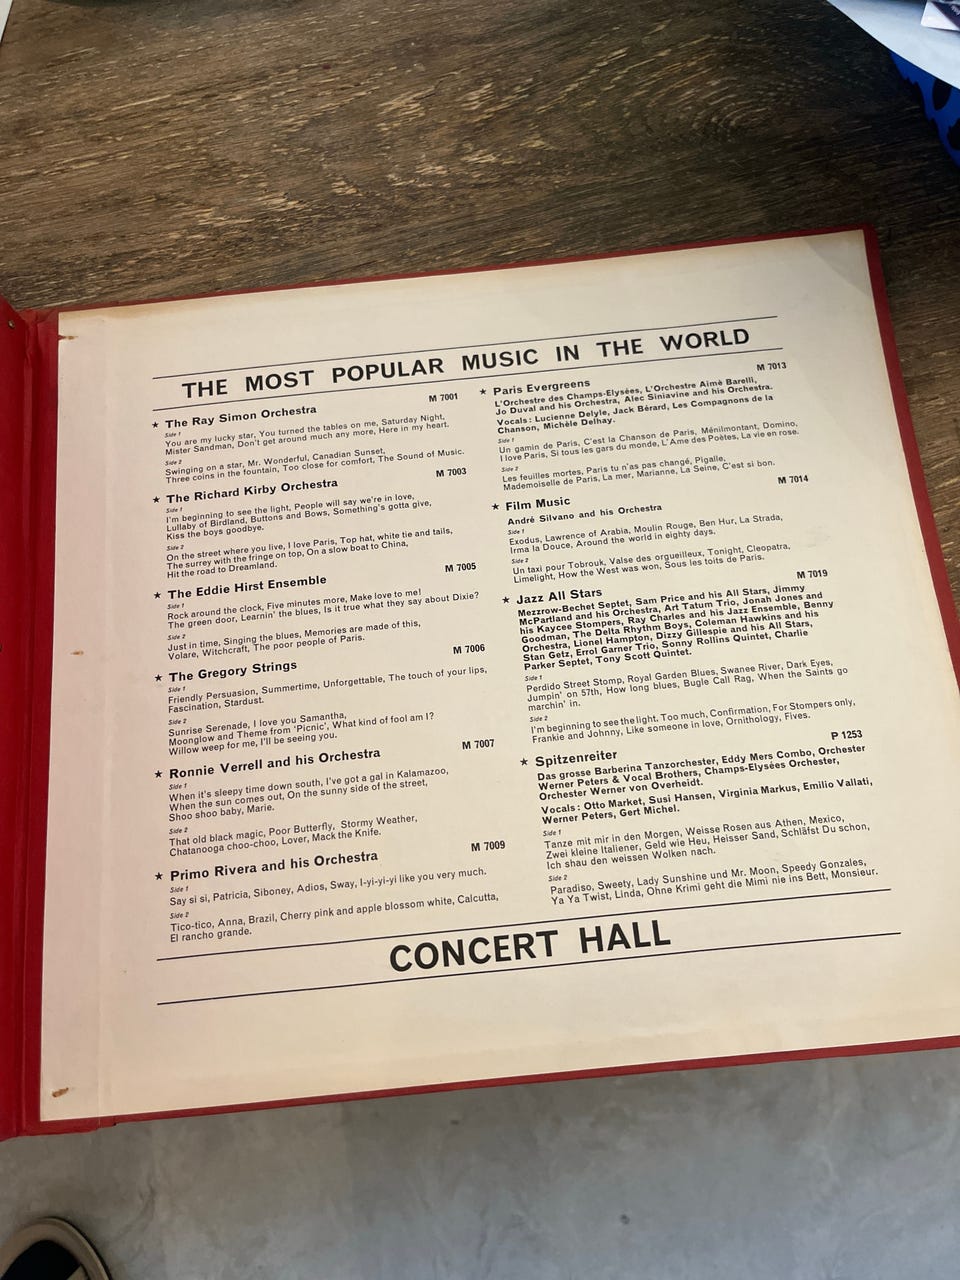 THE MOST POPULAR MUSIC IN THE WORLD
M 7001
★ The Ray Simon Orchestra
Side 1
You are my lucky star, You turned the tables on me, Saturday Night,
Mister Sandman, Don't get around much any more, Here in my heart.
Side 2
Swinging on a star, Mr. Wonderful, Canadian Sunset,
Three coins in the fountain, Too close for comfort, The Sound of Music.
M 7003
★ The Richard Kirby Orchestra
Side 1
I'm beginning to see the light, People will say we're in love,
Lullaby of Birdland, Buttons and Bows, Something's gotta give,
Kiss the boys goodbye.
Side 2
On the street where you live, I love Paris, Top hat, white tie and tails,
The surrey with the fringe on top, On a slow boat to China,
Hit the road to Dreamland.
M 7005
★ The Eddie Hirst Ensemble
Side 1
Rock around the clock, Five minutes more, Make love to me!
The green door, Learnin' the blues, Is it true what they say about Dixie?
Side 2
Just in time, Singing the blues, Memories are made of this,
Volare, Witchcraft, The poor people of Paris.
M 7006
★ The Gregory Strings
Side 1
Friendly Persuasion, Summertime, Unforgettable, The touch of your lips,
Fascination, Stardust.
Side 2
Sunrise Serenade, I love you Samantha,
Moonglow and Theme from 'Picnic', What kind of fool am I?
Willow weep for me, I'll be seeing you.
M 7007
★ Ronnie Verrell and his Orchestra
Side 1
When it's sleepy time down south, I've got a gal in Kalamazoo,
When the sun comes out, On the sunny side of the street,
Shoo shoo baby, Marie.
Side 2
That old black magic, Poor Butterfly, Stormy Weather,
Chatanooga choo-choo, Lover, Mack the Knife.
M 7009
★ Primo Rivera and his Orchestra
Side 1
Say si si, Patricia, Siboney, Adios, Sway, I-yi-yi-yi like you very much.
Side 2
Tico-tico, Anna, Brazil, Cherry pink and apple blossom white, Calcutta,
El rancho grande.
M 7013
★ Paris Evergreens
L'Orchestre des Champs-Elysées, L'Orchestre Aimé Barelli,
Jo Duval and his Orchestra, Alec Siniavine and his Orchestra.
Vocals: Lucienne Delyle, Jack Bérard, Les Compagnons de la
Chanson, Michèle Delhay.
Side 1
Un gamin de Paris, C'est la Chanson de Paris, Ménilmontant, Domino,
I love Paris, Si tous les gars du monde, L'Ame des Poètes, La vie en rose.
Side 2
Les feuilles mortes, Paris tu n'as pas changé, Pigalle,
Mademoiselle de Paris, La mer, Marianne, La Seine, C'est si bon.
M 7014
★ Film Music
André Silvano and his Orchestra
Side 1
Exodus, Lawrence of Arabia, Moulin Rouge, Ben Hur, La Strada,
Irma la Douce, Around the world in eighty days.
Side 2
Un taxi pour Tobrouk, Valse des orgueilleux, Tonight, Cleopatra,
Limelight, How the West was won, Sous les toits de Paris.
M 7019
★ Jazz All Stars
Mezzrow-Bechet Septet, Sam Price and his All Stars, Jimmy
McPartland and his Orchestra, Art Tatum Trio, Jonah Jones and
his Kaycee Stompers, Ray Charles and his Jazz Ensemble, Benny
Goodman, The Delta Rhythm Boys, Coleman Hawkins and his
Orchestra, Lionel Hampton, Dizzy Gillespie and his All Stars,
Stan Getz, Errol Garner Trio, Sonny Rollins Quintet, Charlie
Parker Septet, Tony Scott Quintet.
Side 1
Perdido Street Stomp, Royal Garden Blues, Swanee River, Dark Eyes,
Jumpin' on 57th, How long blues, Bugle Call Rag, When the Saints go
marchin' in.
Side 2
I'm beginning to see the light, Too much, Confirmation, For Stompers only,
Frankie and Johnny, Like someone in love, Ornithology, Fives.
P 1253
★ Spitzenreiter
Das grosse Barberina Tanzorchester, Eddy Mers Combo, Orchester
Werner Peters & Vocal Brothers, Champs-Elysées Orchester,
Orchester Werner von Overheidt.
Vocals: Otto Market, Susi Hansen, Virginia Markus, Emilio Vallati,
Werner Peters, Gert Michel.
Side 1
Tanze mit mir in den Morgen, Weisse Rosen aus Athen, Mexico,
Zwei kleine Italiener, Geld wie Heu, Heisser Sand, Schläfst Du schon,
Ich shau den weissen Wolken nach.
Side 2
Paradiso, Sweety, Lady Sunshine und Mr. Moon, Speedy Gonzales,
Ya Ya Twist, Linda, Ohne Krimi geht die Mimi nie ins Bett, Monsieur.
CONCERT HALL